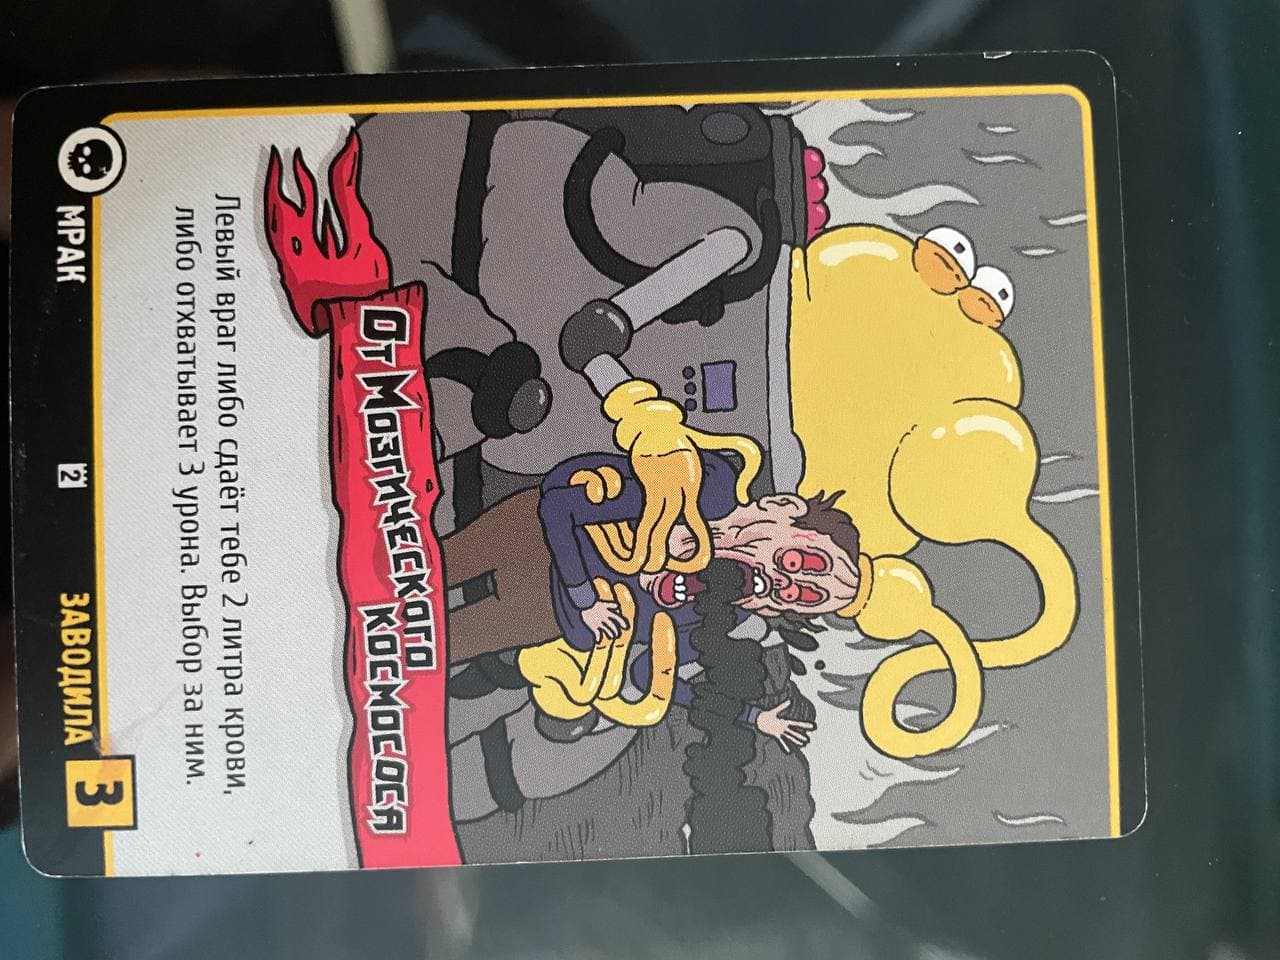 От Мозгического
космососа
Левый враг либо сдаёт тебе 2 литра крови,
либо отхватывает 3 урона. Выбор за ним.
МРАК
2
ЗАВОДИЛА
3